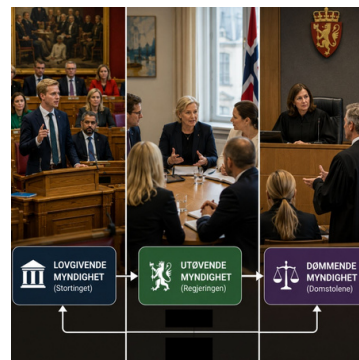 LOVGIVENDE
MYNDIGHET
(Stortinget)
UTØVENDE
MYNDIGHET
(Regjeringen)
DØMMENDE
MYNDIGHET
(Domstolene)